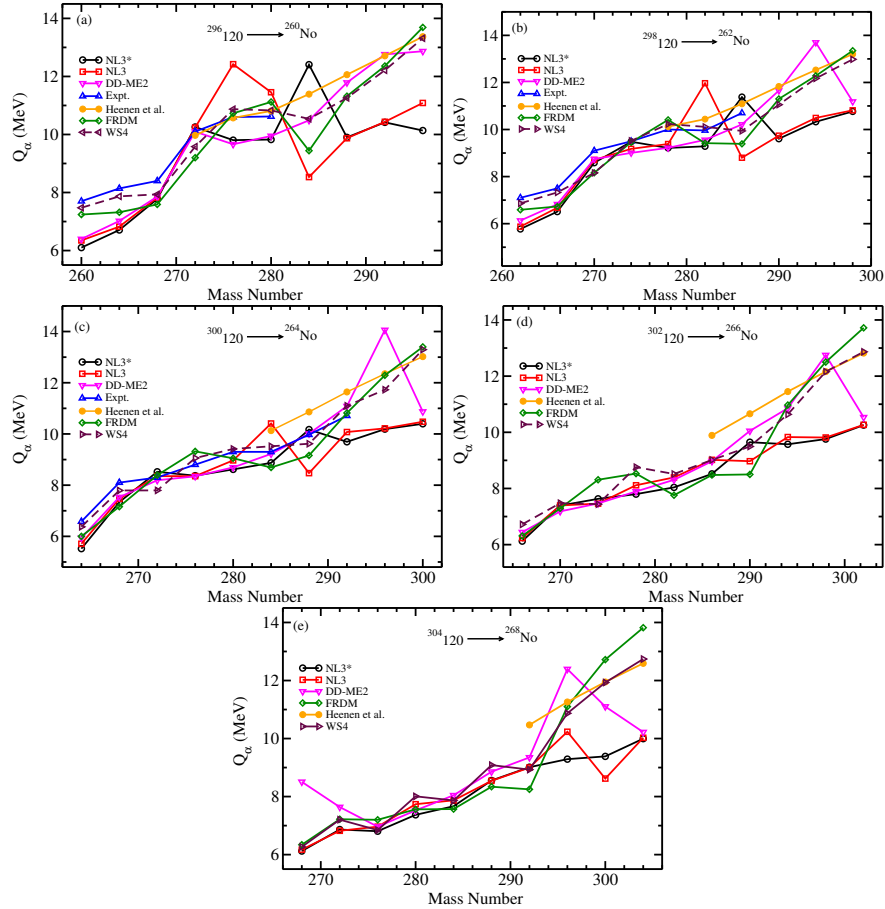 (a)
²⁹⁶120 ⟶ ²⁶⁰No
NL3*
NL3
DD-ME2
Expt.
Heenen et al.
FRDM
WS4
14
12
10
8
6
Qα (MeV)
260 270 280 290
Mass Number
(b)
²⁹⁸120 ⟶ ²⁶²No
NL3*
NL3
DD-ME2
Expt.
Heenen et al.
FRDM
WS4
14
12
10
8
6
Qα (MeV)
260 270 280 290 300
Mass Number
(c)
³⁰⁰120 ⟶ ²⁶⁴No
NL3*
NL3
DD-ME2
Expt.
Heenen et al.
FRDM
WS4
14
12
10
8
6
Qα (MeV)
270 280 290 300
Mass Number
(d)
³⁰²120 ⟶ ²⁶⁶No
NL3*
NL3
DD-ME2
Heenen et al.
FRDM
WS4
14
12
10
8
6
Qα (MeV)
270 280 290 300
Mass Number
(e)
³⁰⁴120 ⟶ ²⁶⁸No
NL3*
NL3
DD-ME2
FRDM
Heenen et al.
WS4
14
12
10
8
6
Qα (MeV)
270 280 290 300
Mass Number